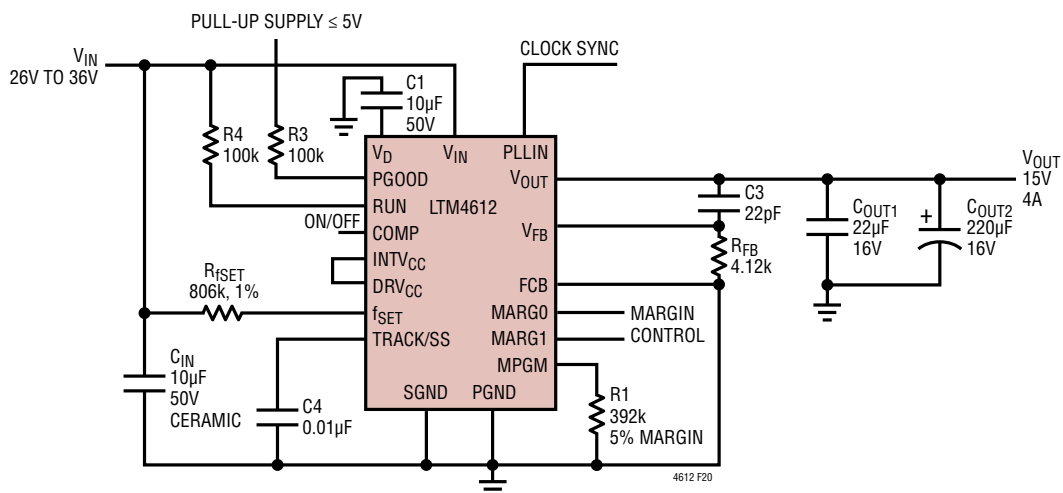 PULL-UP SUPPLY ≤ 5V
V_IN
26V TO 36V
CLOCK SYNC
C1
10µF
50V
R4
100k
R3
100k
V_D
V_IN
PLLIN
PGOOD
V_OUT
RUN
LTM4612
ON/OFF
COMP
V_FB
INTV_CC
DRV_CC
FCB
f_SET
MARG0
TRACK/SS
MARG1
MPGM
SGND
PGND
C3
22pF
R_FB
4.12k
C_OUT1
22µF
16V
+
C_OUT2
220µF
16V
V_OUT
15V
4A
MARGIN
CONTROL
R_fSET
806k, 1%
C_IN
10µF
50V
CERAMIC
C4
0.01µF
R1
392k
5% MARGIN
4612 F20